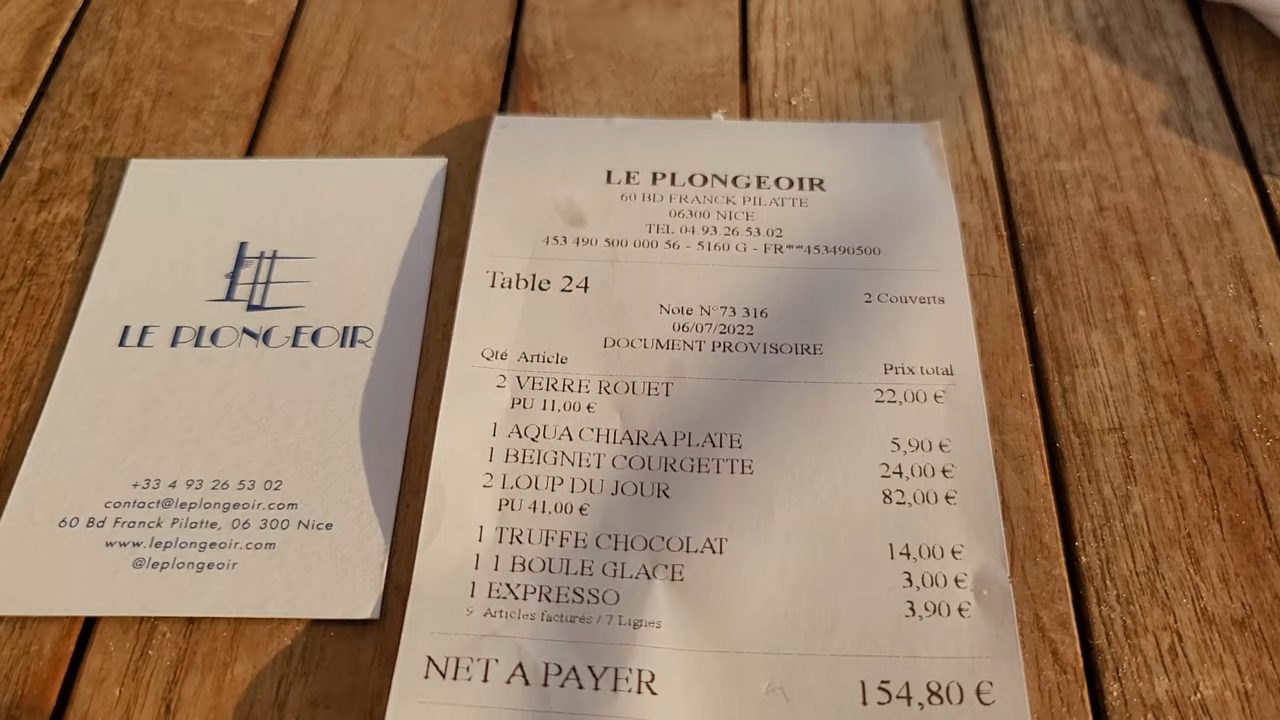 LE PLONGEOIR
+33 4 93 26 53 02
contact@leplongeoir.com
60 Bd Franck Pilatte, 06 300 Nice
www.leplongeoir.com
@leplongeoir
LE PLONGEOIR
60 BD FRANCK PILATTE
06300 NICE
TEL 04.93.26.53.02
453 490 500 000 56 - 5160 G - FR**453490500
Table 24 2 Couverts
Note N°73 316
06/07/2022
DOCUMENT PROVISOIRE
Qté Article Prix total
2 VERRE ROUET 22,00 €
PU 11,00 €
1 AQUA CHIARA PLATE 5,90 €
1 BEIGNET COURGETTE 24,00 €
2 LOUP DU JOUR 82,00 €
PU 41,00 €
1 TRUFFE CHOCOLAT 14,00 €
1 1 BOULE GLACE 3,00 €
1 EXPRESSO 3,90 €
9 Articles facturés / 7 Lignes
NET A PAYER 154,80 €